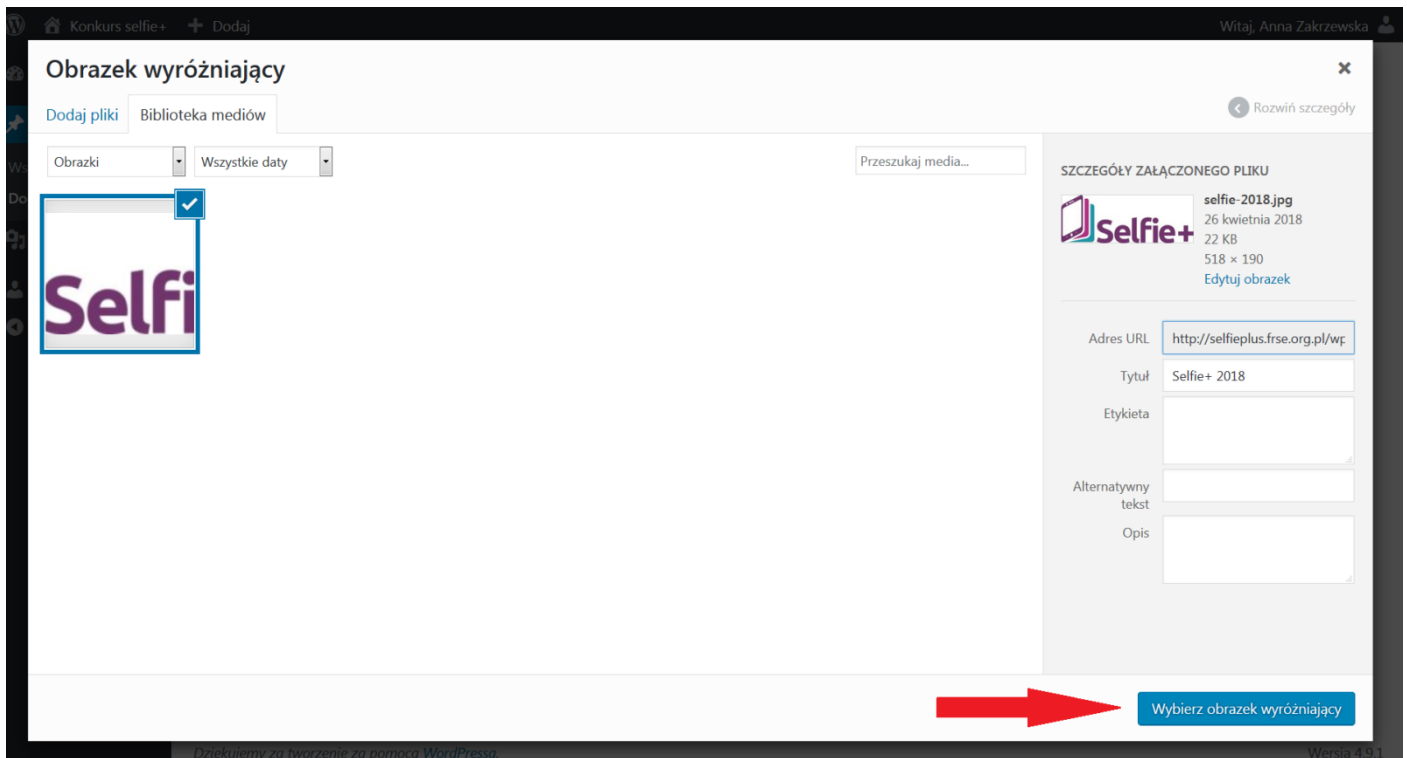 Konkurs selfie+ Dodaj Witaj, Anna Zakrzewska
Obrazek wyróżniający
Dodaj pliki Biblioteka mediów
Rozwiń szczegóły
Obrazki Wszystkie daty Przeszukaj media...
SZCZEGÓŁY ZAŁĄCZONEGO PLIKU
Selfi
Selfie+
selfie-2018.jpg
26 kwietnia 2018
22 KB
518 × 190
Edytuj obrazek
Adres URL http://selfieplus.frse.org.pl/wp
Tytuł Selfie+ 2018
Etykieta
Alternatywny
tekst
Opis
Wybierz obrazek wyróżniający
Dziękujemy za tworzenie za pomocą WordPressa.
Wersja 4.9.1